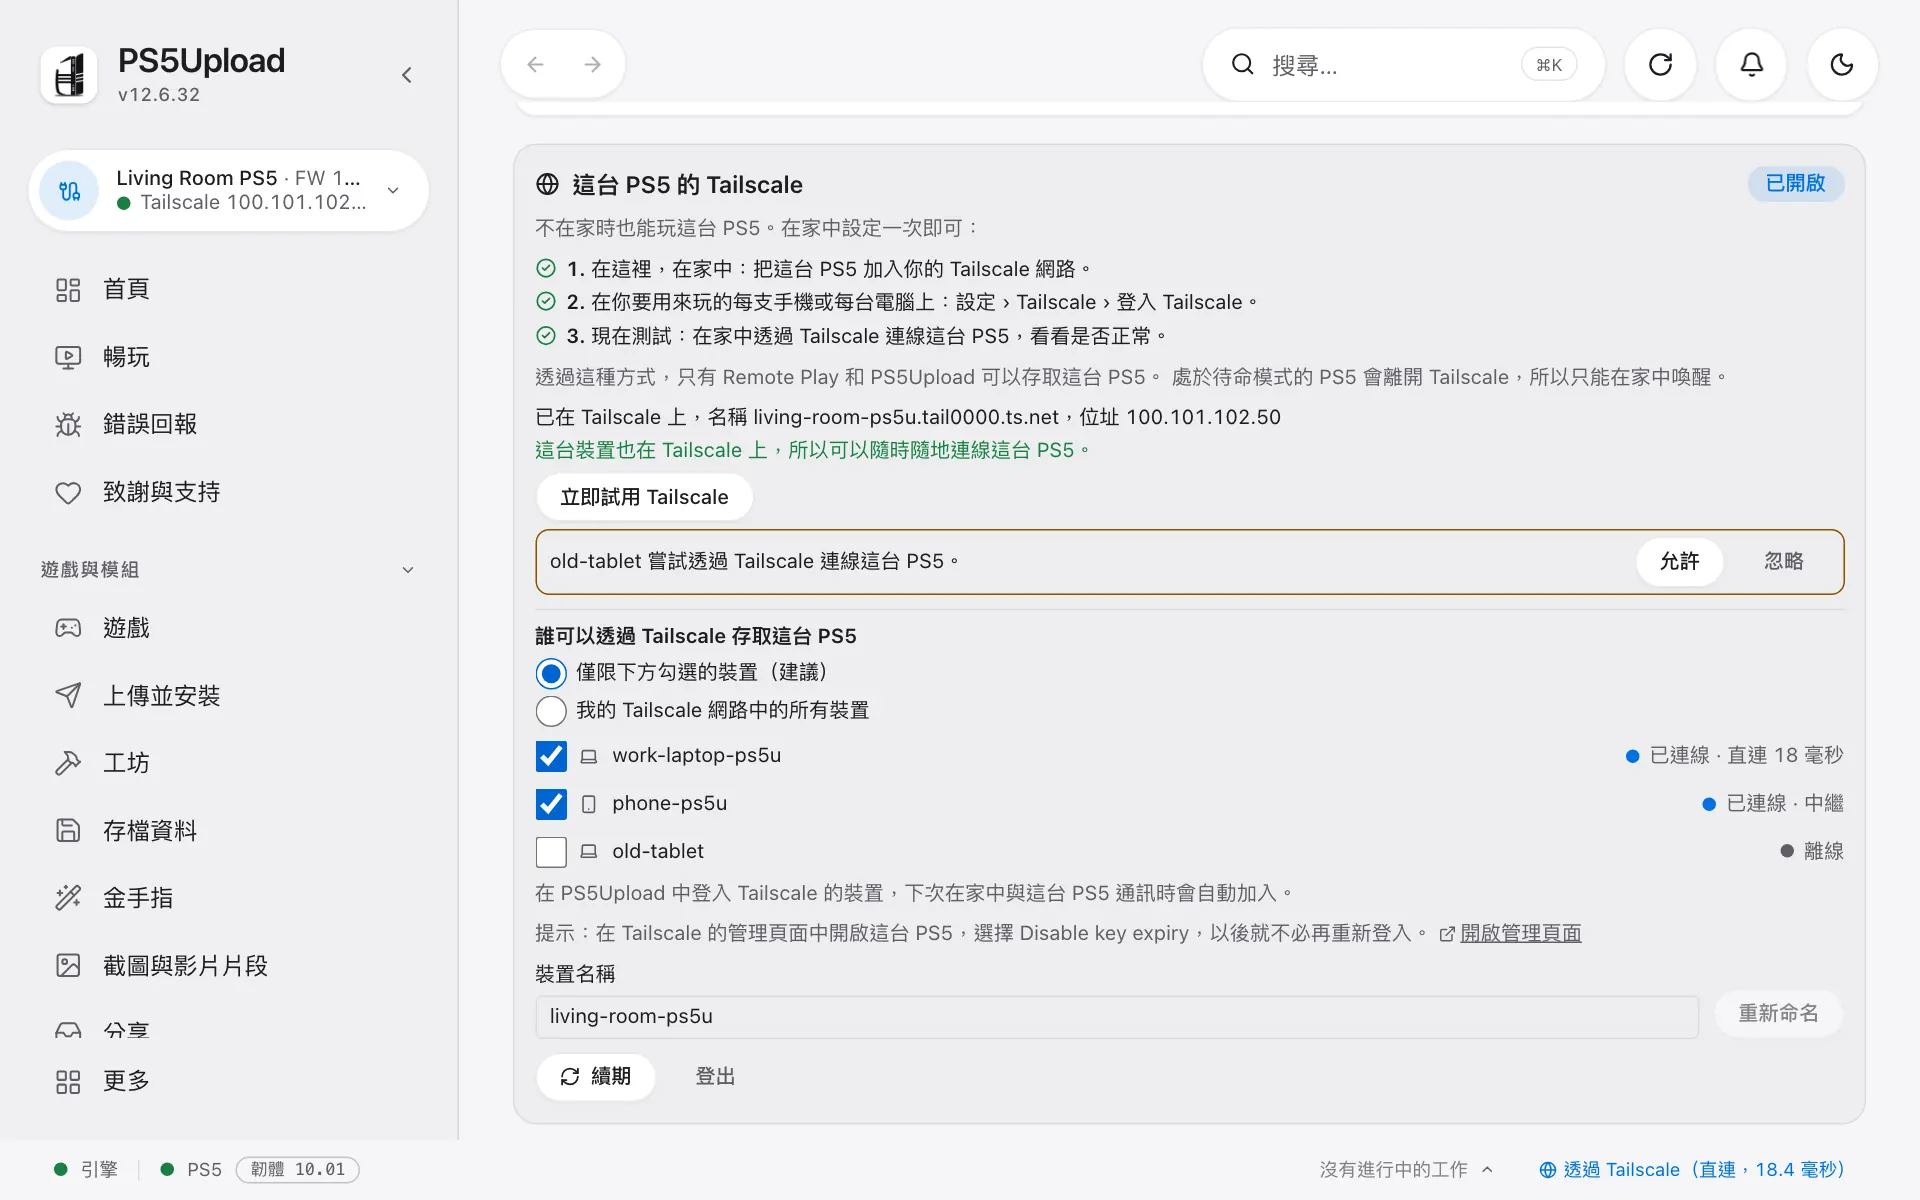 PS5Upload
v12.6.32
Living Room PS5 · FW 1...
Tailscale 100.101.102...
首頁
暢玩
錯誤回報
致謝與支持
遊戲與模組
遊戲
上傳並安裝
工坊
存檔資料
金手指
截圖與影片片段
分享
更多
搜尋...
⌘K
這台 PS5 的 Tailscale
已開啟
不在家時也能玩這台 PS5。在家中設定一次即可：
1. 在這裡，在家中：把這台 PS5 加入你的 Tailscale 網路。
2. 在你要用來玩的每支手機或每台電腦上：設定 › Tailscale › 登入 Tailscale。
3. 現在測試：在家中透過 Tailscale 連線這台 PS5，看看是否正常。
透過這種方式，只有 Remote Play 和 PS5Upload 可以存取這台 PS5。 處於待命模式的 PS5 會離開 Tailscale，所以只能在家中喚醒。
已在 Tailscale 上，名稱 living-room-ps5u.tail0000.ts.net，位址 100.101.102.50
這台裝置也在 Tailscale 上，所以可以隨時隨地連線這台 PS5。
立即試用 Tailscale
old-tablet 嘗試透過 Tailscale 連線這台 PS5。
允許
忽略
誰可以透過 Tailscale 存取這台 PS5
僅限下方勾選的裝置（建議）
我的 Tailscale 網路中的所有裝置
work-laptop-ps5u
已連線 · 直連 18 毫秒
phone-ps5u
已連線 · 中繼
old-tablet
離線
在 PS5Upload 中登入 Tailscale 的裝置，下次在家中與這台 PS5 通訊時會自動加入。
提示：在 Tailscale 的管理頁面中開啟這台 PS5，選擇 Disable key expiry，以後就不必再重新登入。 開啟管理頁面
裝置名稱
living-room-ps5u
重新命名
續期
登出
引擎
PS5
韌體 10.01
沒有進行中的工作
透過 Tailscale（直連，18.4 毫秒）